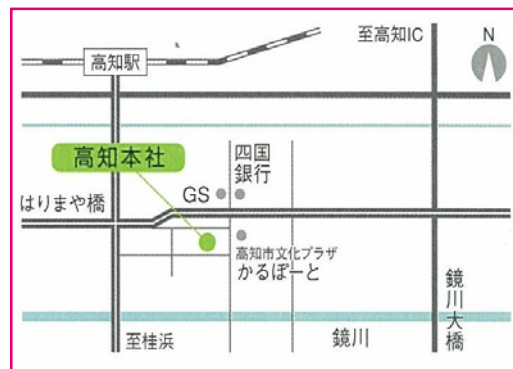 至高知IC
N
高知駅
高知本社
四国
銀行
GS
はりまや橋
高知市文化プラザ
かるぽーと
鏡川大橋
至桂浜
鏡川